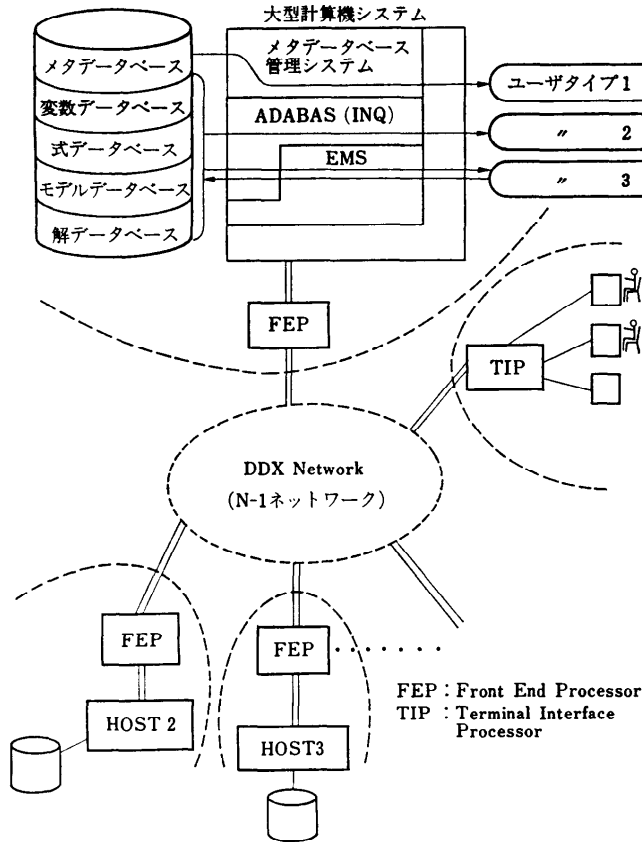 大型計算機システム
メタデータベース
変数データベース
式データベース
モデルデータベース
解データベース
メタデータベース
管理システム
ADABAS (INQ)
EMS
ユーザタイプ1
〃 2
〃 3
FEP
TIP
DDX Network
(N-1ネットワーク)
FEP
HOST 2
FEP
HOST3
FEP : Front End Processor
TIP : Terminal Interface
Processor